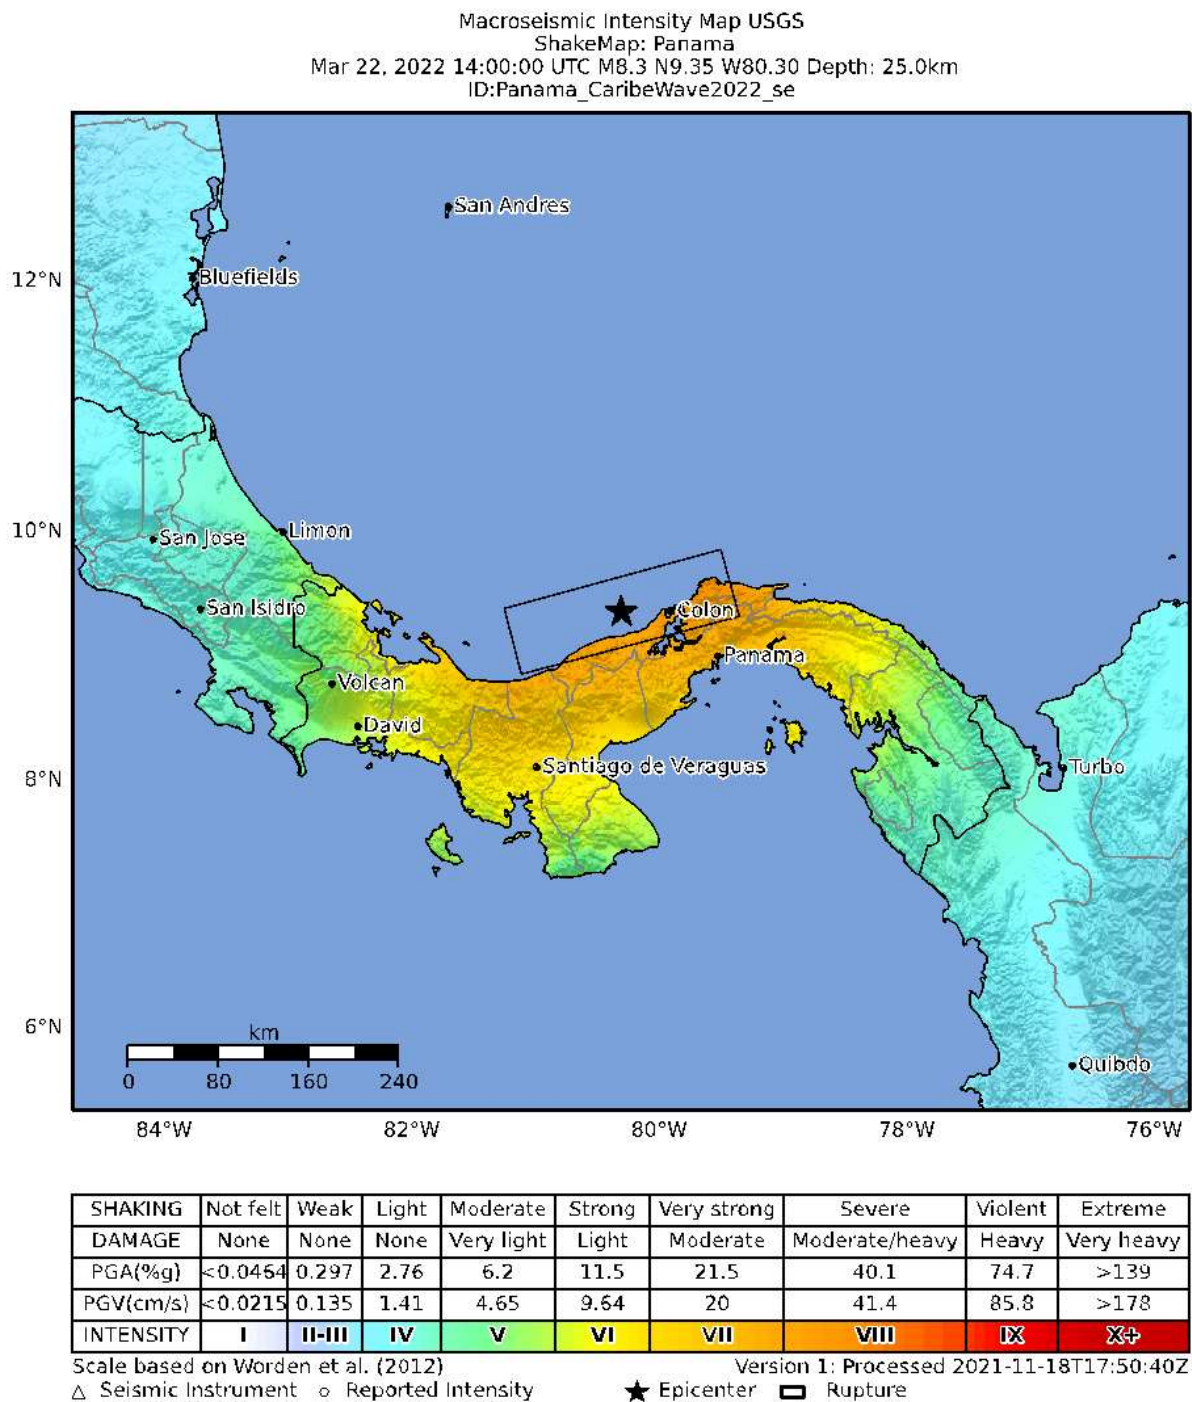 Macroseismic Intensity Map USGS
ShakeMap: Panama
Mar 22, 2022 14:00:00 UTC M8.3 N9.35 W80.30 Depth: 25.0km
ID:Panama_CaribeWave2022_se
San Andres
12°N
Bluefields
10°N
San Jose
Limon
San Isidro
Colon
Panama
Volcan
David
8°N
Santiago de Veraguas
Turbo
6°N
km
0 80 160 240
Quibdo
84°W 82°W 80°W 78°W 76°W
SHAKING Not felt Weak Light Moderate Strong Very strong Severe Violent Extreme
DAMAGE None None None Very light Light Moderate Moderate/heavy Heavy Very heavy
PGA(%g) <0.0464 0.297 2.76 6.2 11.5 21.5 40.1 74.7 >139
PGV(cm/s) <0.0215 0.135 1.41 4.65 9.64 20 41.4 85.8 >178
INTENSITY I II-III IV V VI VII VIII IX X+
Scale based on Worden et al. (2012) Version 1: Processed 2021-11-18T17:50:40Z
△ Seismic Instrument ○ Reported Intensity ★ Epicenter ▭ Rupture